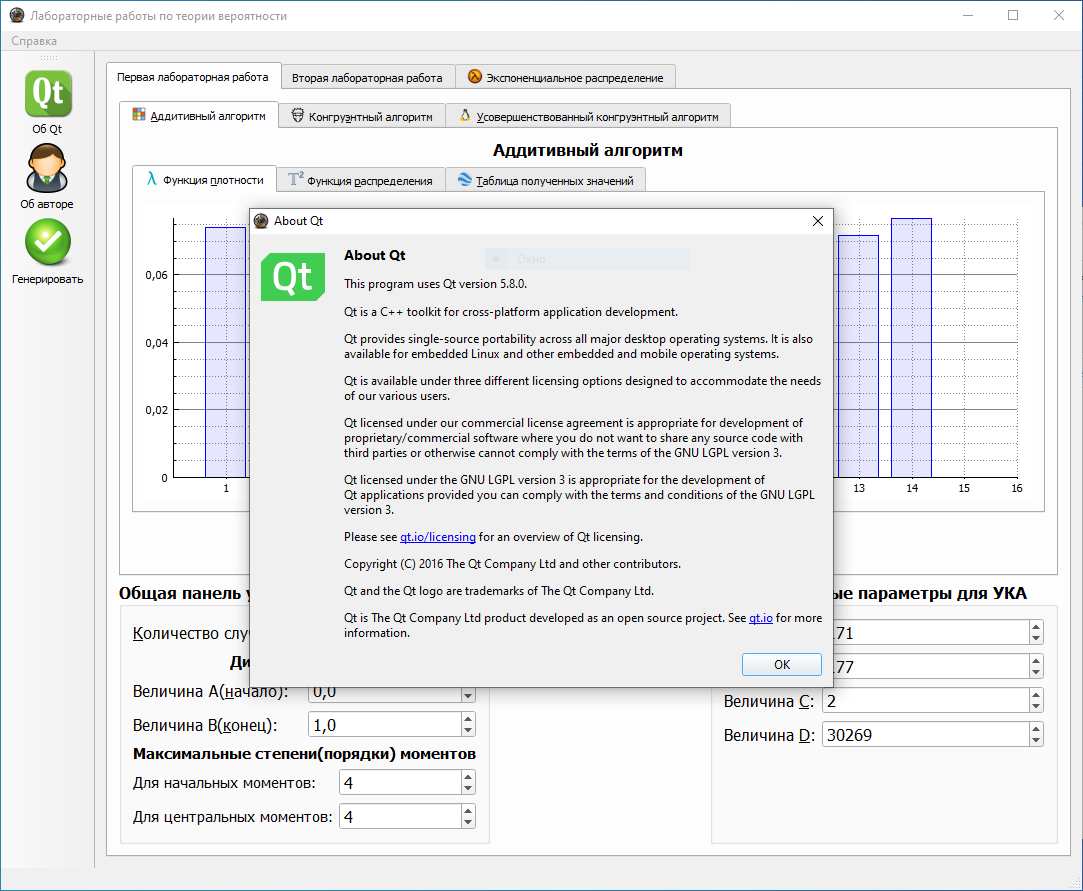 Лабораторные работы по теории вероятности
Справка
Qt
Об Qt
Об авторе
Генерировать
Первая лабораторная работа
Вторая лабораторная работа
Экспоненциальное распределение
Аддитивный алгоритм
Конгруэнтный алгоритм
Усовершенствованный конгруэнтный алгоритм
Аддитивный алгоритм
λ Функция плотности
T² Функция распределения
Таблица полученных значений
0,06
0,04
0,02
0
1
13
14
15
16
About Qt
Qt
About Qt
Окно
This program uses Qt version 5.8.0.
Qt is a C++ toolkit for cross-platform application development.
Qt provides single-source portability across all major desktop operating systems. It is also
available for embedded Linux and other embedded and mobile operating systems.
Qt is available under three different licensing options designed to accommodate the needs
of our various users.
Qt licensed under our commercial license agreement is appropriate for development of
proprietary/commercial software where you do not want to share any source code with
third parties or otherwise cannot comply with the terms of the GNU LGPL version 3.
Qt licensed under the GNU LGPL version 3 is appropriate for the development of
Qt applications provided you can comply with the terms and conditions of the GNU LGPL
version 3.
Please see qt.io/licensing for an overview of Qt licensing.
Copyright (C) 2016 The Qt Company Ltd and other contributors.
Qt and the Qt logo are trademarks of The Qt Company Ltd.
Qt is The Qt Company Ltd product developed as an open source project. See qt.io for more
information.
OK
Общая панель
Количество
Величина A(начало): 0,0
Величина B(конец): 1,0
Максимальные степени(порядки) моментов
Для начальных моментов: 4
Для центральных моментов: 4
параметры для УКА
71
77
Величина C: 2
Величина D: 30269